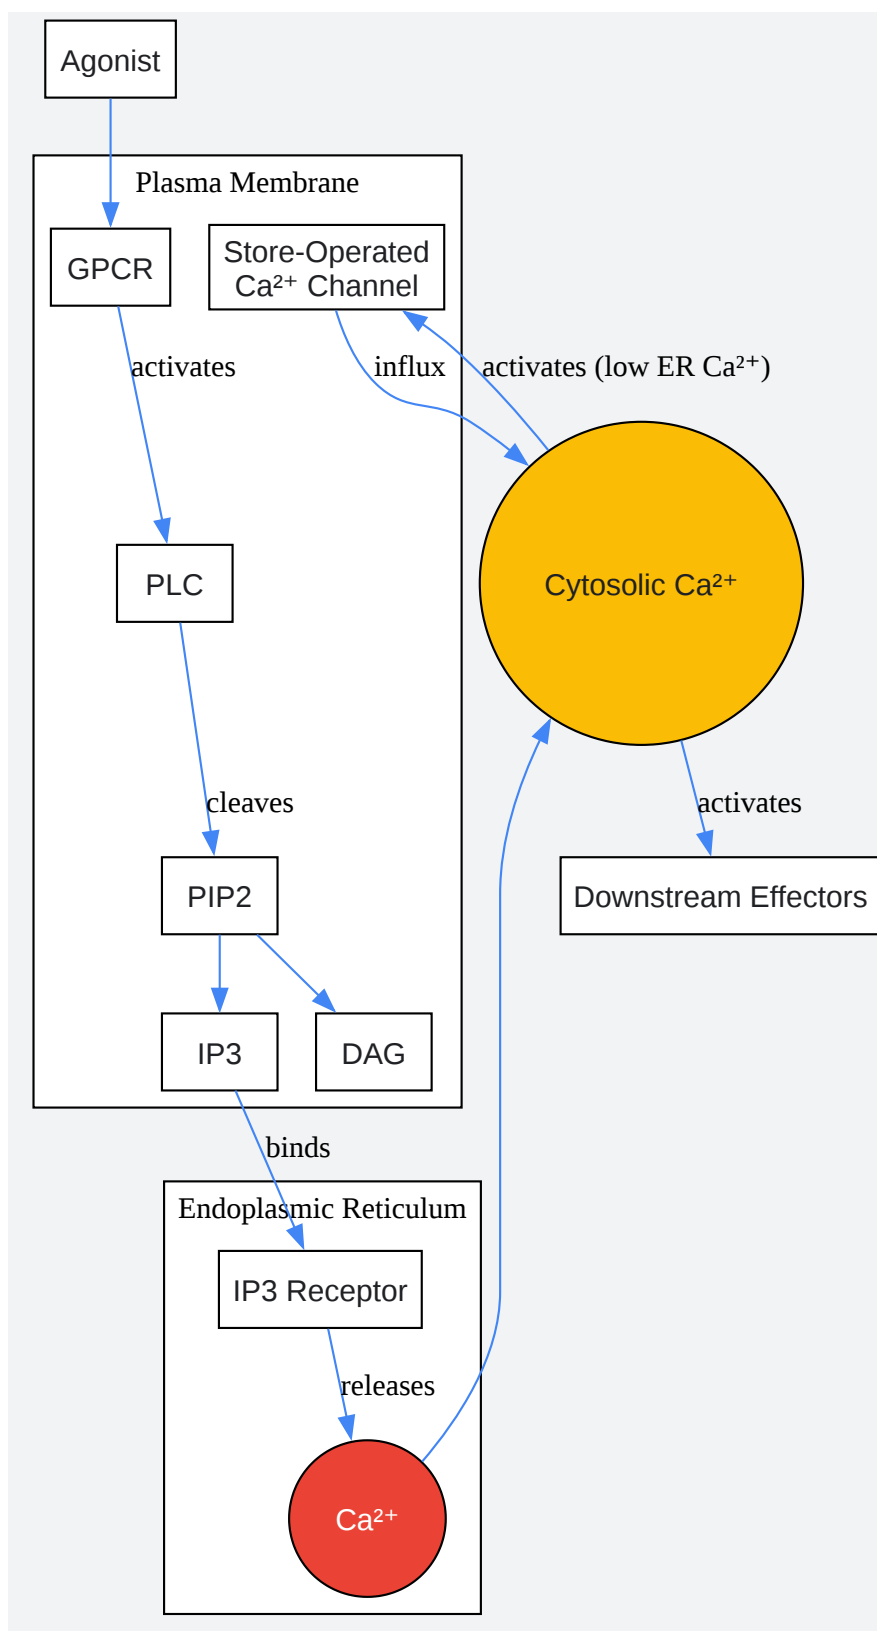 Agonist
Plasma Membrane
GPCR
Store-Operated
Ca²⁺ Channel
activates
influx
activates (low ER Ca²⁺)
PLC
Cytosolic Ca²⁺
cleaves
activates
PIP2
Downstream Effectors
IP3
DAG
binds
Endoplasmic Reticulum
IP3 Receptor
releases
Ca²⁺